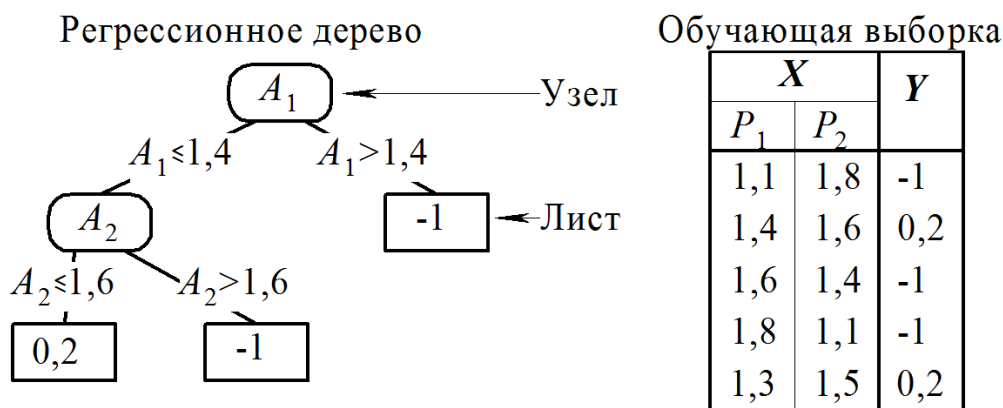 Регрессионное дерево
A1
Узел
A1≤1,4 A1>1,4
A2
-1
Лист
A2≤1,6 A2>1,6
0,2 -1
Обучающая выборка
X Y
P1 P2
1,1 1,8 -1
1,4 1,6 0,2
1,6 1,4 -1
1,8 1,1 -1
1,3 1,5 0,2